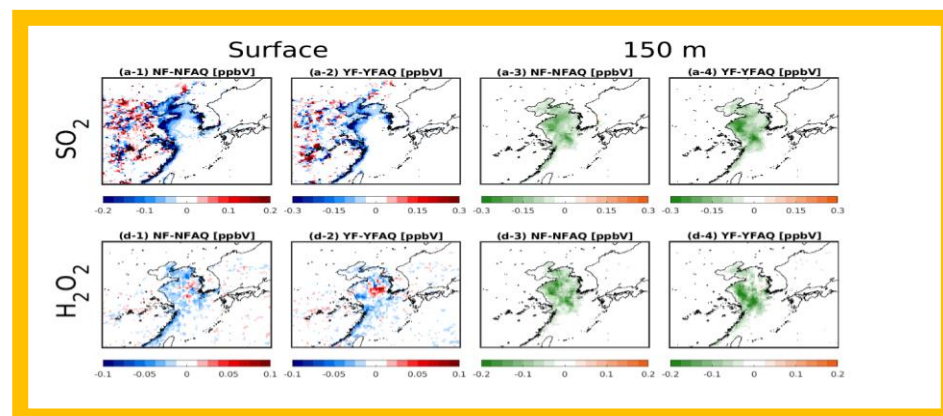 Surface 150 m
(a-1) NF-NFAQ [ppbV] (a-2) YF-YFAQ [ppbV] (a-3) NF-NFAQ [ppbV] (a-4) YF-YFAQ [ppbV]
SO₂
-0.2 -0.1 0 0.1 0.2 -0.3 -0.15 0 0.15 0.3 -0.3 -0.15 0 0.15 0.3 -0.3 -0.15 0 0.15 0.3
(d-1) NF-NFAQ [ppbV] (d-2) YF-YFAQ [ppbV] (d-3) NF-NFAQ [ppbV] (d-4) YF-YFAQ [ppbV]
H₂O₂
-0.1 -0.05 0 0.05 0.1 -0.1 -0.05 0 0.05 0.1 -0.2 -0.1 0 0.1 0.2 -0.2 -0.1 0 0.1 0.2